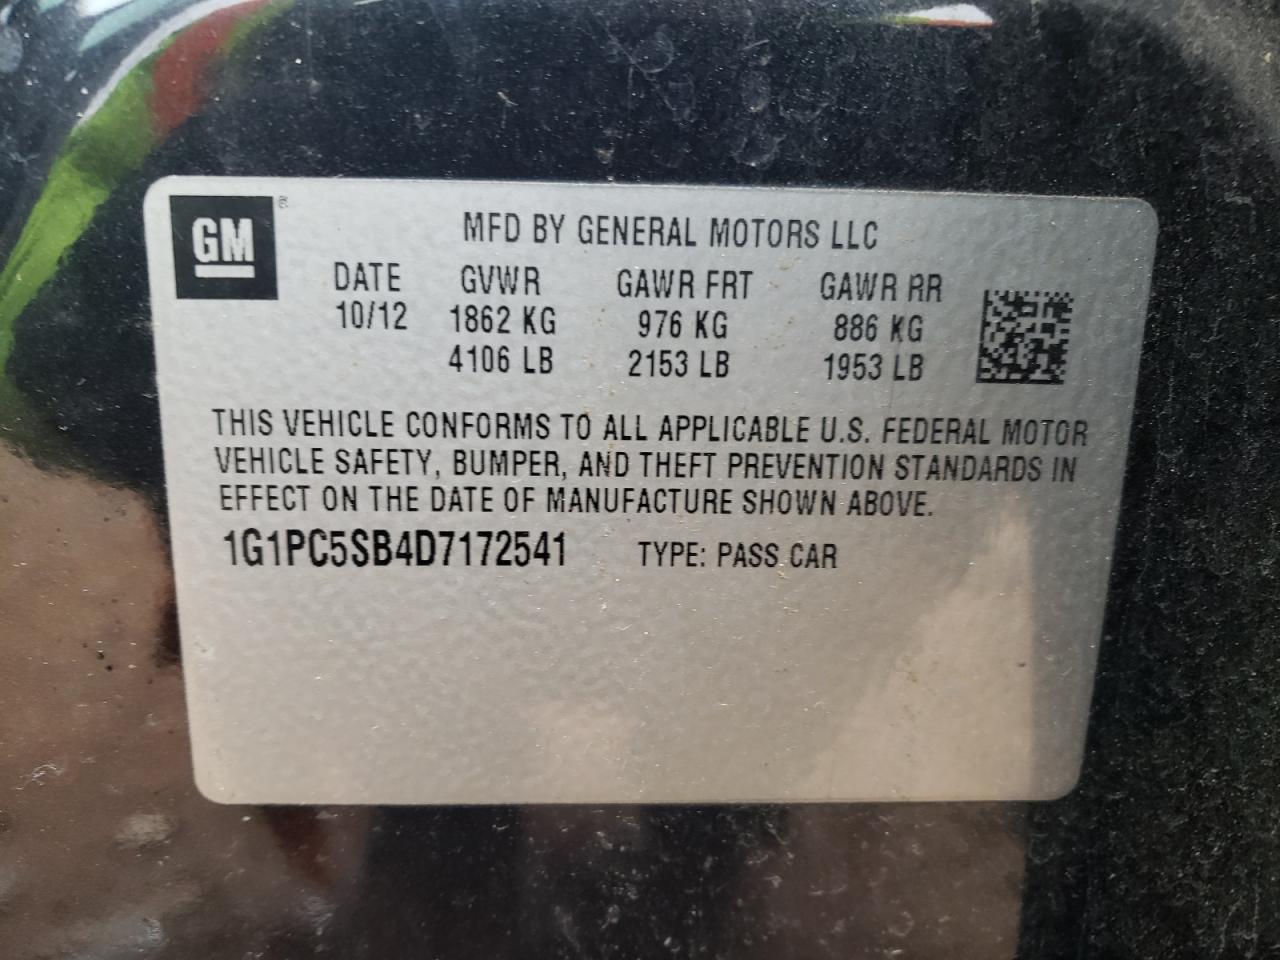 GM
MFD BY GENERAL MOTORS LLC
DATE GVWR GAWR FRT GAWR RR
10/12 1862 KG 976 KG 886 KG
4106 LB 2153 LB 1953 LB
THIS VEHICLE CONFORMS TO ALL APPLICABLE U.S. FEDERAL MOTOR
VEHICLE SAFETY, BUMPER, AND THEFT PREVENTION STANDARDS IN
EFFECT ON THE DATE OF MANUFACTURE SHOWN ABOVE.
1G1PC5SB4D7172541 TYPE: PASS CAR